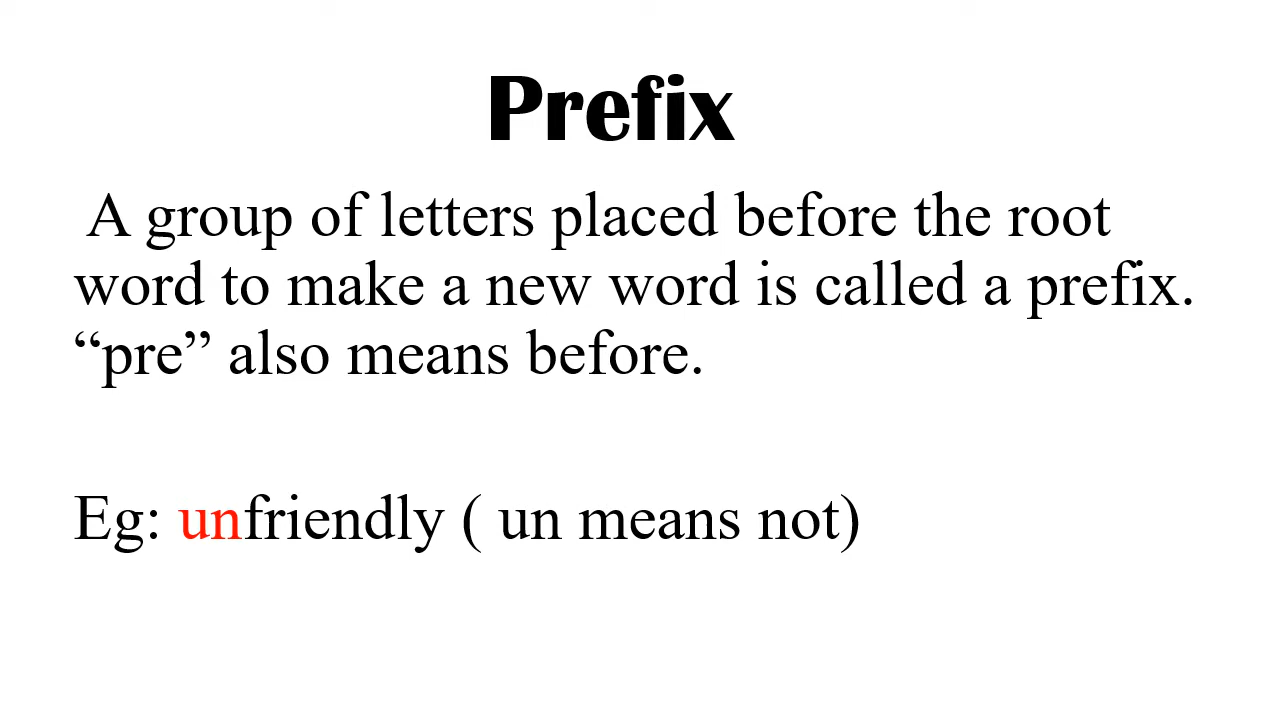 Prefix
A group of letters placed before the root
word to make a new word is called a prefix.
“pre” also means before.
Eg: unfriendly ( un means not)